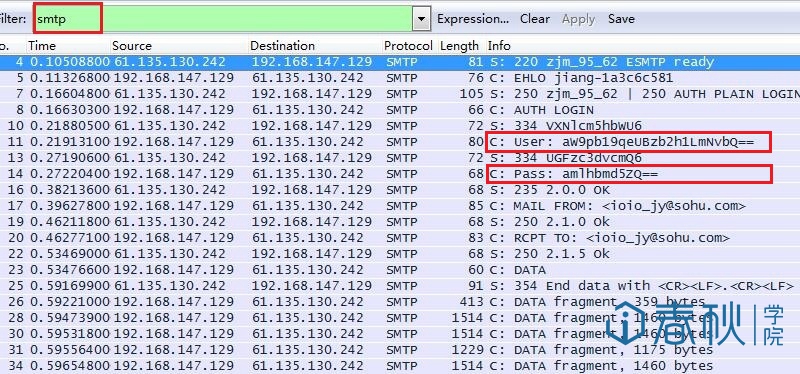 Filter: smtp Expression... Clear Apply Save
o. Time Source Destination Protocol Length Info
4 0.10508800 61.135.130.242 192.168.147.129 SMTP 81 S: 220 zjm_95_62 ESMTP ready
5 0.11326800 192.168.147.129 61.135.130.242 SMTP 76 C: EHLO jiang-1a3c6c581
7 0.16604800 61.135.130.242 192.168.147.129 SMTP 105 S: 250 zjm_95_62 | 250 AUTH PLAIN LOGIN
8 0.16630300 192.168.147.129 61.135.130.242 SMTP 66 C: AUTH LOGIN
10 0.21880500 61.135.130.242 192.168.147.129 SMTP 72 S: 334 VXNlcm5hbWU6
11 0.21913100 192.168.147.129 61.135.130.242 SMTP 80 C: User: aW9pb19qeUBzb2h1LmNvbQ==
13 0.27190600 61.135.130.242 192.168.147.129 SMTP 72 S: 334 UGFzc3dvcmQ6
14 0.27220400 192.168.147.129 61.135.130.242 SMTP 68 C: Pass: amlhbmd5ZQ==
16 0.38213600 61.135.130.242 192.168.147.129 SMTP 68 S: 235 2.0.0 Ok
17 0.39627800 192.168.147.129 61.135.130.242 SMTP 85 C: MAIL FROM: <ioio_jy@sohu.com>
19 0.46211800 61.135.130.242 192.168.147.129 SMTP 68 S: 250 2.1.0 Ok
20 0.46277100 192.168.147.129 61.135.130.242 SMTP 83 C: RCPT TO: <ioio_jy@sohu.com>
22 0.53469000 61.135.130.242 192.168.147.129 SMTP 68 S: 250 2.1.5 Ok
23 0.53476600 192.168.147.129 61.135.130.242 SMTP 60 C: DATA
25 0.59169900 61.135.130.242 192.168.147.129 SMTP 91 S: 354 End data with <CR><LF>.<CR><LF>
26 0.59221000 192.168.147.129 61.135.130.242 SMTP 413 C: DATA fragment, 359 bytes
28 0.59473900 192.168.147.129 61.135.130.242 SMTP 1514 C: DATA fragment, 1460 bytes
30 0.59531800 192.168.147.129 61.135.130.242 SMTP 1514 C: DATA fragment, 1460 bytes
31 0.59556400 192.168.147.129 61.135.130.242 SMTP 1229 C: DATA fragment, 1175 bytes
34 0.59654800 192.168.147.129 61.135.130.242 SMTP 1514 C: DATA fragment, 1460 bytes
i春秋 学院